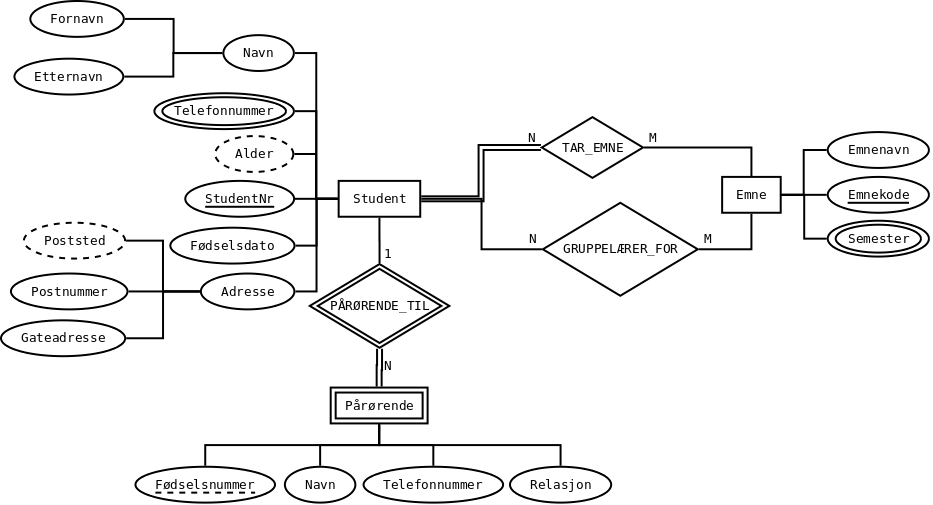 Fornavn
Navn
Etternavn
Telefonnummer
Alder
StudentNr
Student
Fødselsdato
Poststed
Postnummer
Adresse
Gateadresse
N
TAR_EMNE
M
Emne
Emnenavn
Emnekode
Semester
N
GRUPPELÆRER_FOR
M
1
PÅRØRENDE_TIL
N
Pårørende
Fødselsnummer
Navn
Telefonnummer
Relasjon